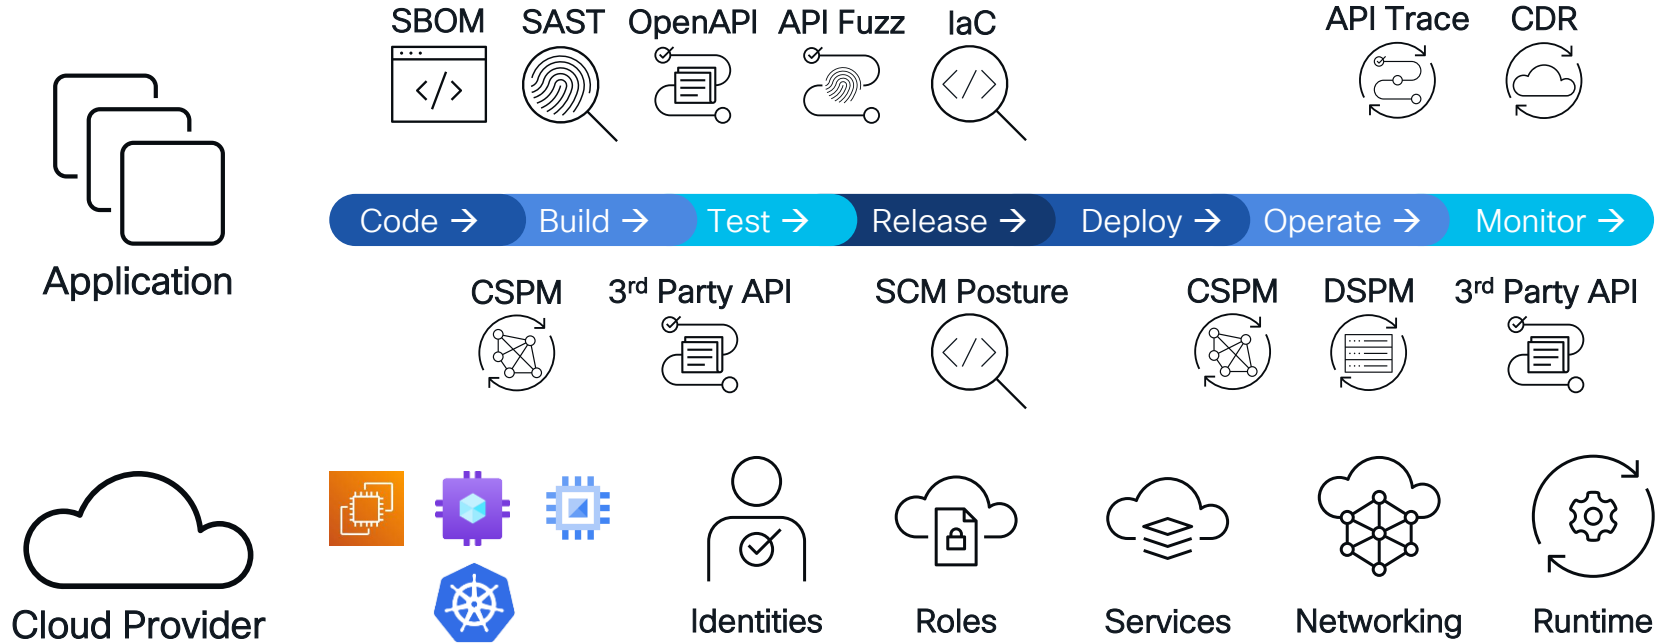 SBOM SAST OpenAPI API Fuzz IaC API Trace CDR
</>
</>
Code → Build → Test → Release → Deploy → Operate → Monitor →
Application
CSPM 3rd Party API SCM Posture CSPM DSPM 3rd Party API
</>
Cloud Provider Identities Roles Services Networking Runtime